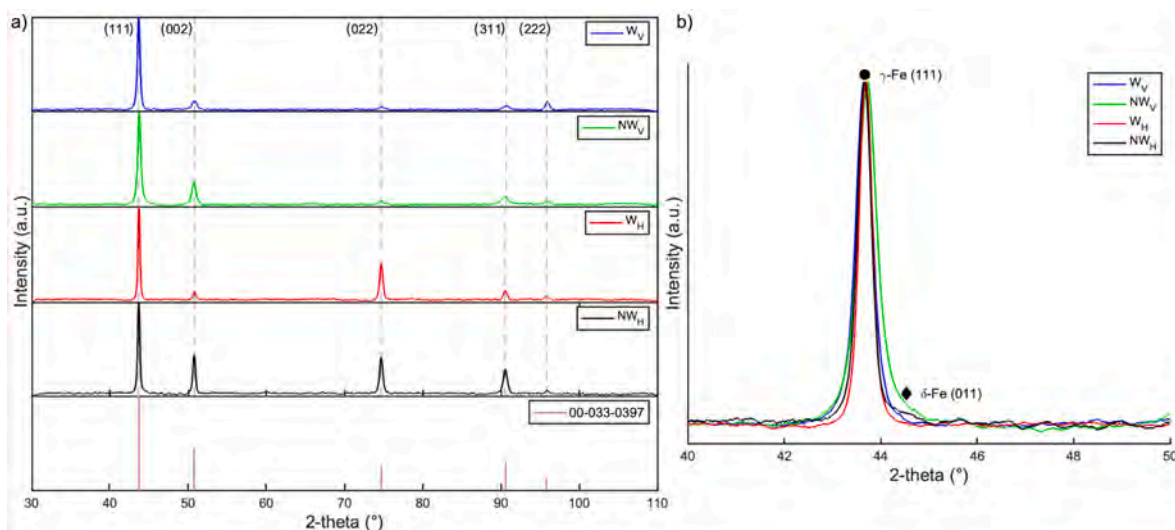 a)
(111) (002) (022) (311) (222)
W_V
NW_V
W_H
NW_H
00-033-0397
Intensity (a.u.)
30 40 50 60 70 80 90 100 110
2-theta (°)
b)
γ-Fe (111)
W_V
NW_V
W_H
NW_H
δ-Fe (011)
Intensity (a.u.)
40 42 44 46 48 50
2-theta (°)